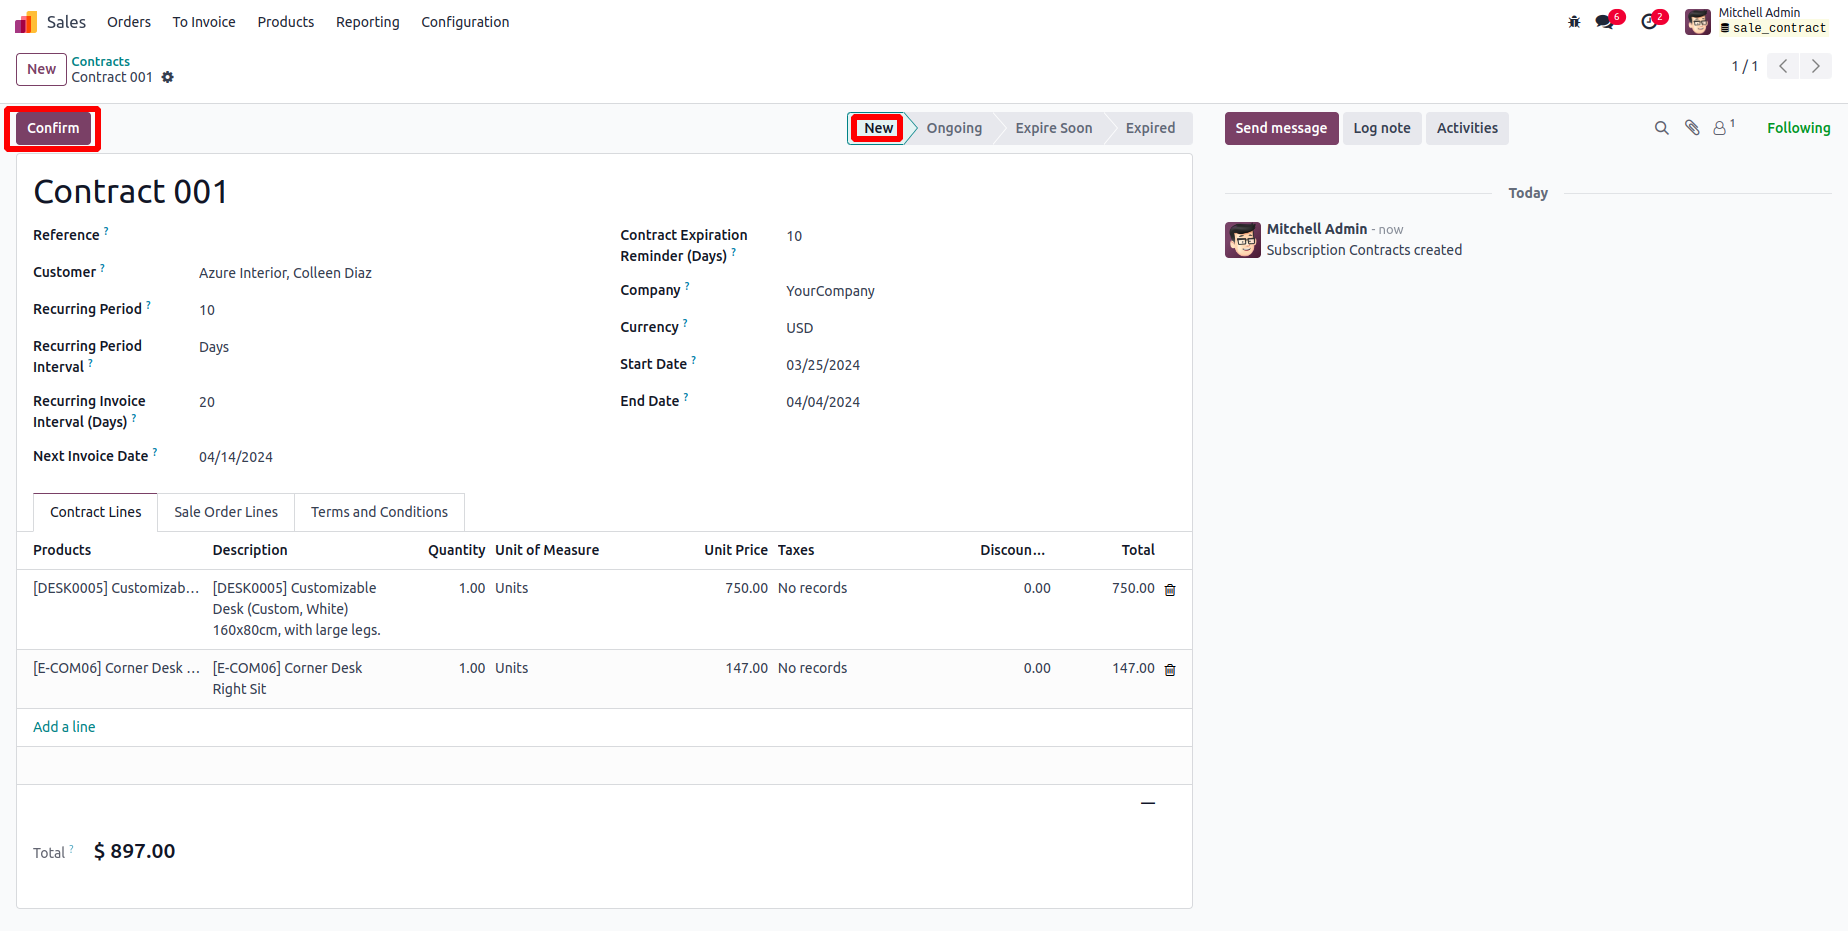 Sales Orders To Invoice Products Reporting Configuration 6 2 Mitchell Admin
sale_contract
New Contracts
Contract 001 1 / 1
Confirm New Ongoing Expire Soon Expired Send message Log note Activities 1 Following
Contract 001
Reference ?
Customer ? Azure Interior, Colleen Diaz
Recurring Period ? 10
Recurring Period
Interval ? Days
Recurring Invoice
Interval (Days) ? 20
Next Invoice Date ? 04/14/2024
Contract Expiration
Reminder (Days) ? 10
Company ? YourCompany
Currency ? USD
Start Date ? 03/25/2024
End Date ? 04/04/2024
Contract Lines Sale Order Lines Terms and Conditions
Products Description Quantity Unit of Measure Unit Price Taxes Discoun... Total
[DESK0005] Customizab... [DESK0005] Customizable 1.00 Units 750.00 No records 0.00 750.00
Desk (Custom, White)
160x80cm, with large legs.
[E-COM06] Corner Desk ... [E-COM06] Corner Desk 1.00 Units 147.00 No records 0.00 147.00
Right Sit
Add a line
Total ? $ 897.00
Today
Mitchell Admin - now
Subscription Contracts created